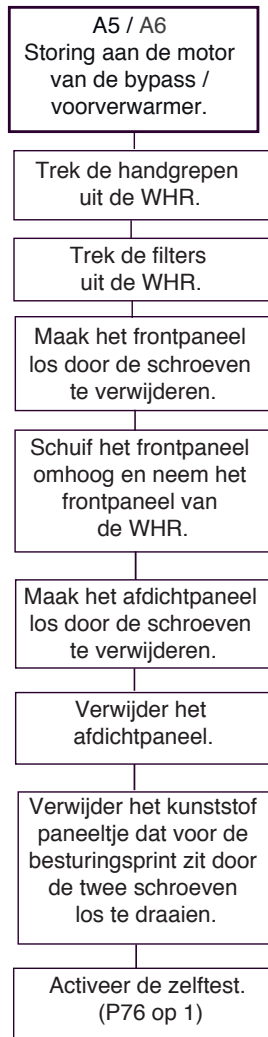 A5 / A6
Storing aan de motor
van de bypass /
voorverwarmer.
Trek de handgrepen
uit de WHR.
Trek de filters
uit de WHR.
Maak het frontpaneel
los door de schroeven
te verwijderen.
Schuif het frontpaneel
omhoog en neem het
frontpaneel van
de WHR.
Maak het afdichtpaneel
los door de schroeven
te verwijderen.
Verwijder het
afdichtpaneel.
Verwijder het kunststof
paneeltje dat voor de
besturingsprint zit door
de twee schroeven
los te draaien.
Activeer de zelftest.
(P76 op 1)